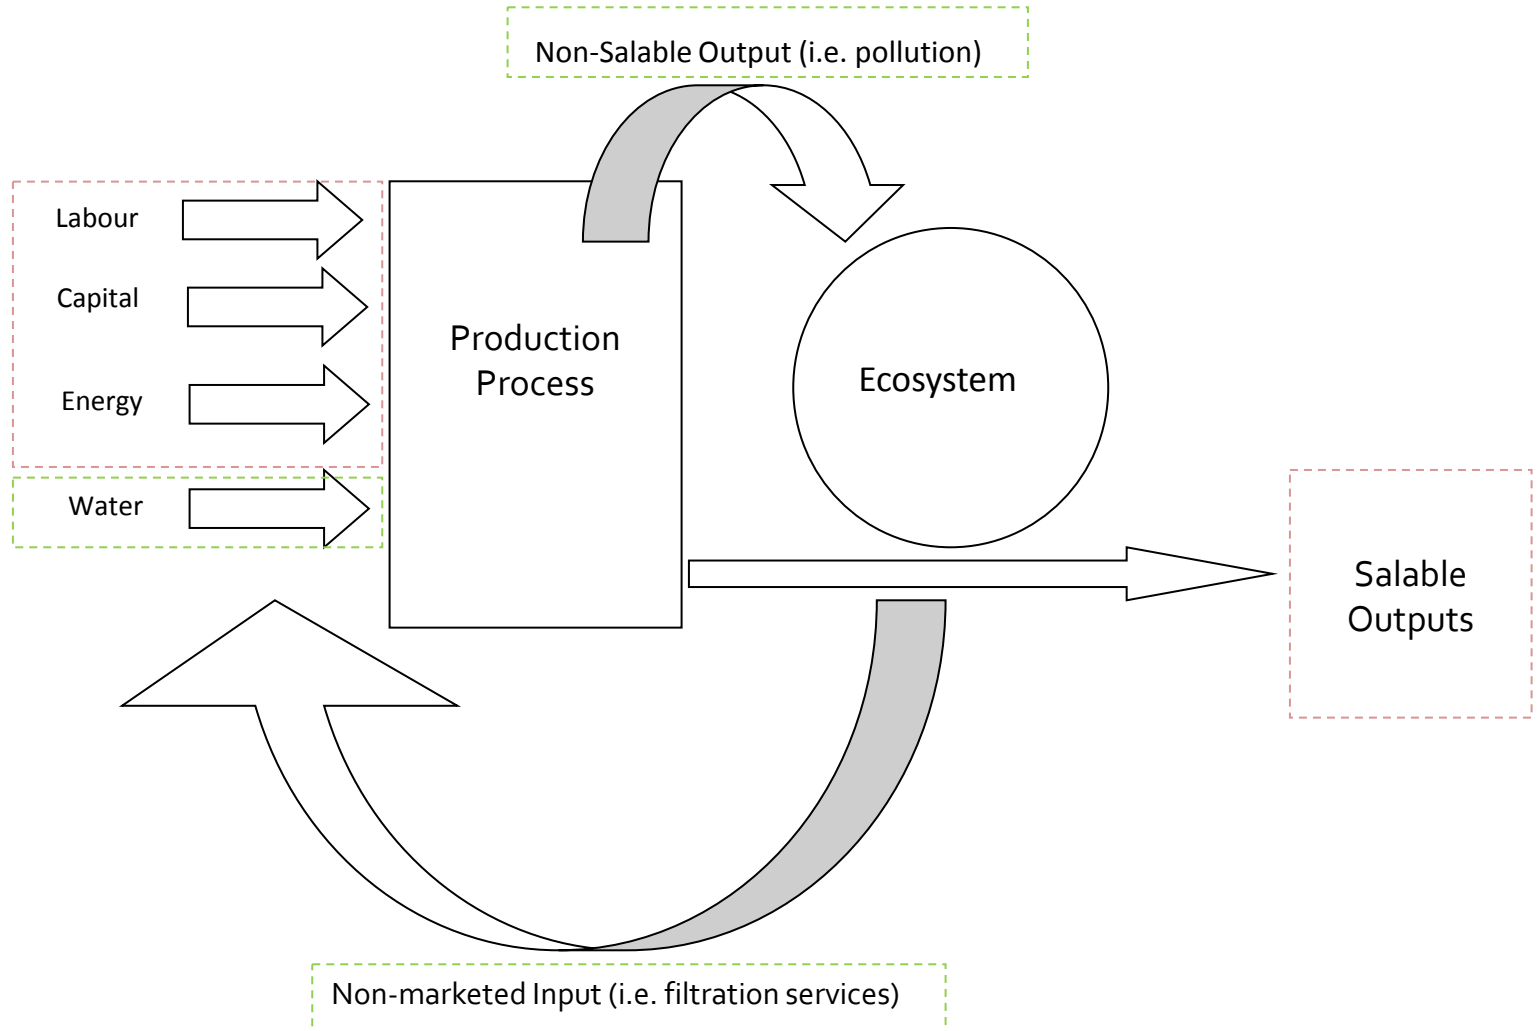 Non-Salable Output (i.e. pollution)
Labour
Capital
Energy
Water
Production
Process
Ecosystem
Salable
Outputs
Non-marketed Input (i.e. filtration services)